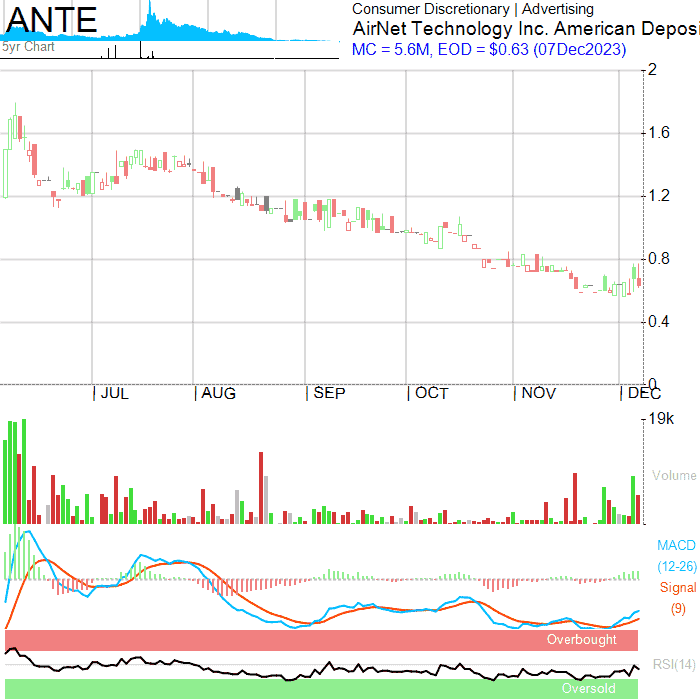 ANTE
5yr Chart
Consumer Discretionary | Advertising
AirNet Technology Inc. American Deposi
MC = 5.6M, EOD = $0.63 (07Dec2023)
2
1.6
1.2
0.8
0.4
0
JUL
AUG
SEP
OCT
NOV
DEC
19k
Volume
MACD
(12-26)
Signal
(9)
Overbought
RSI(14)
Oversold